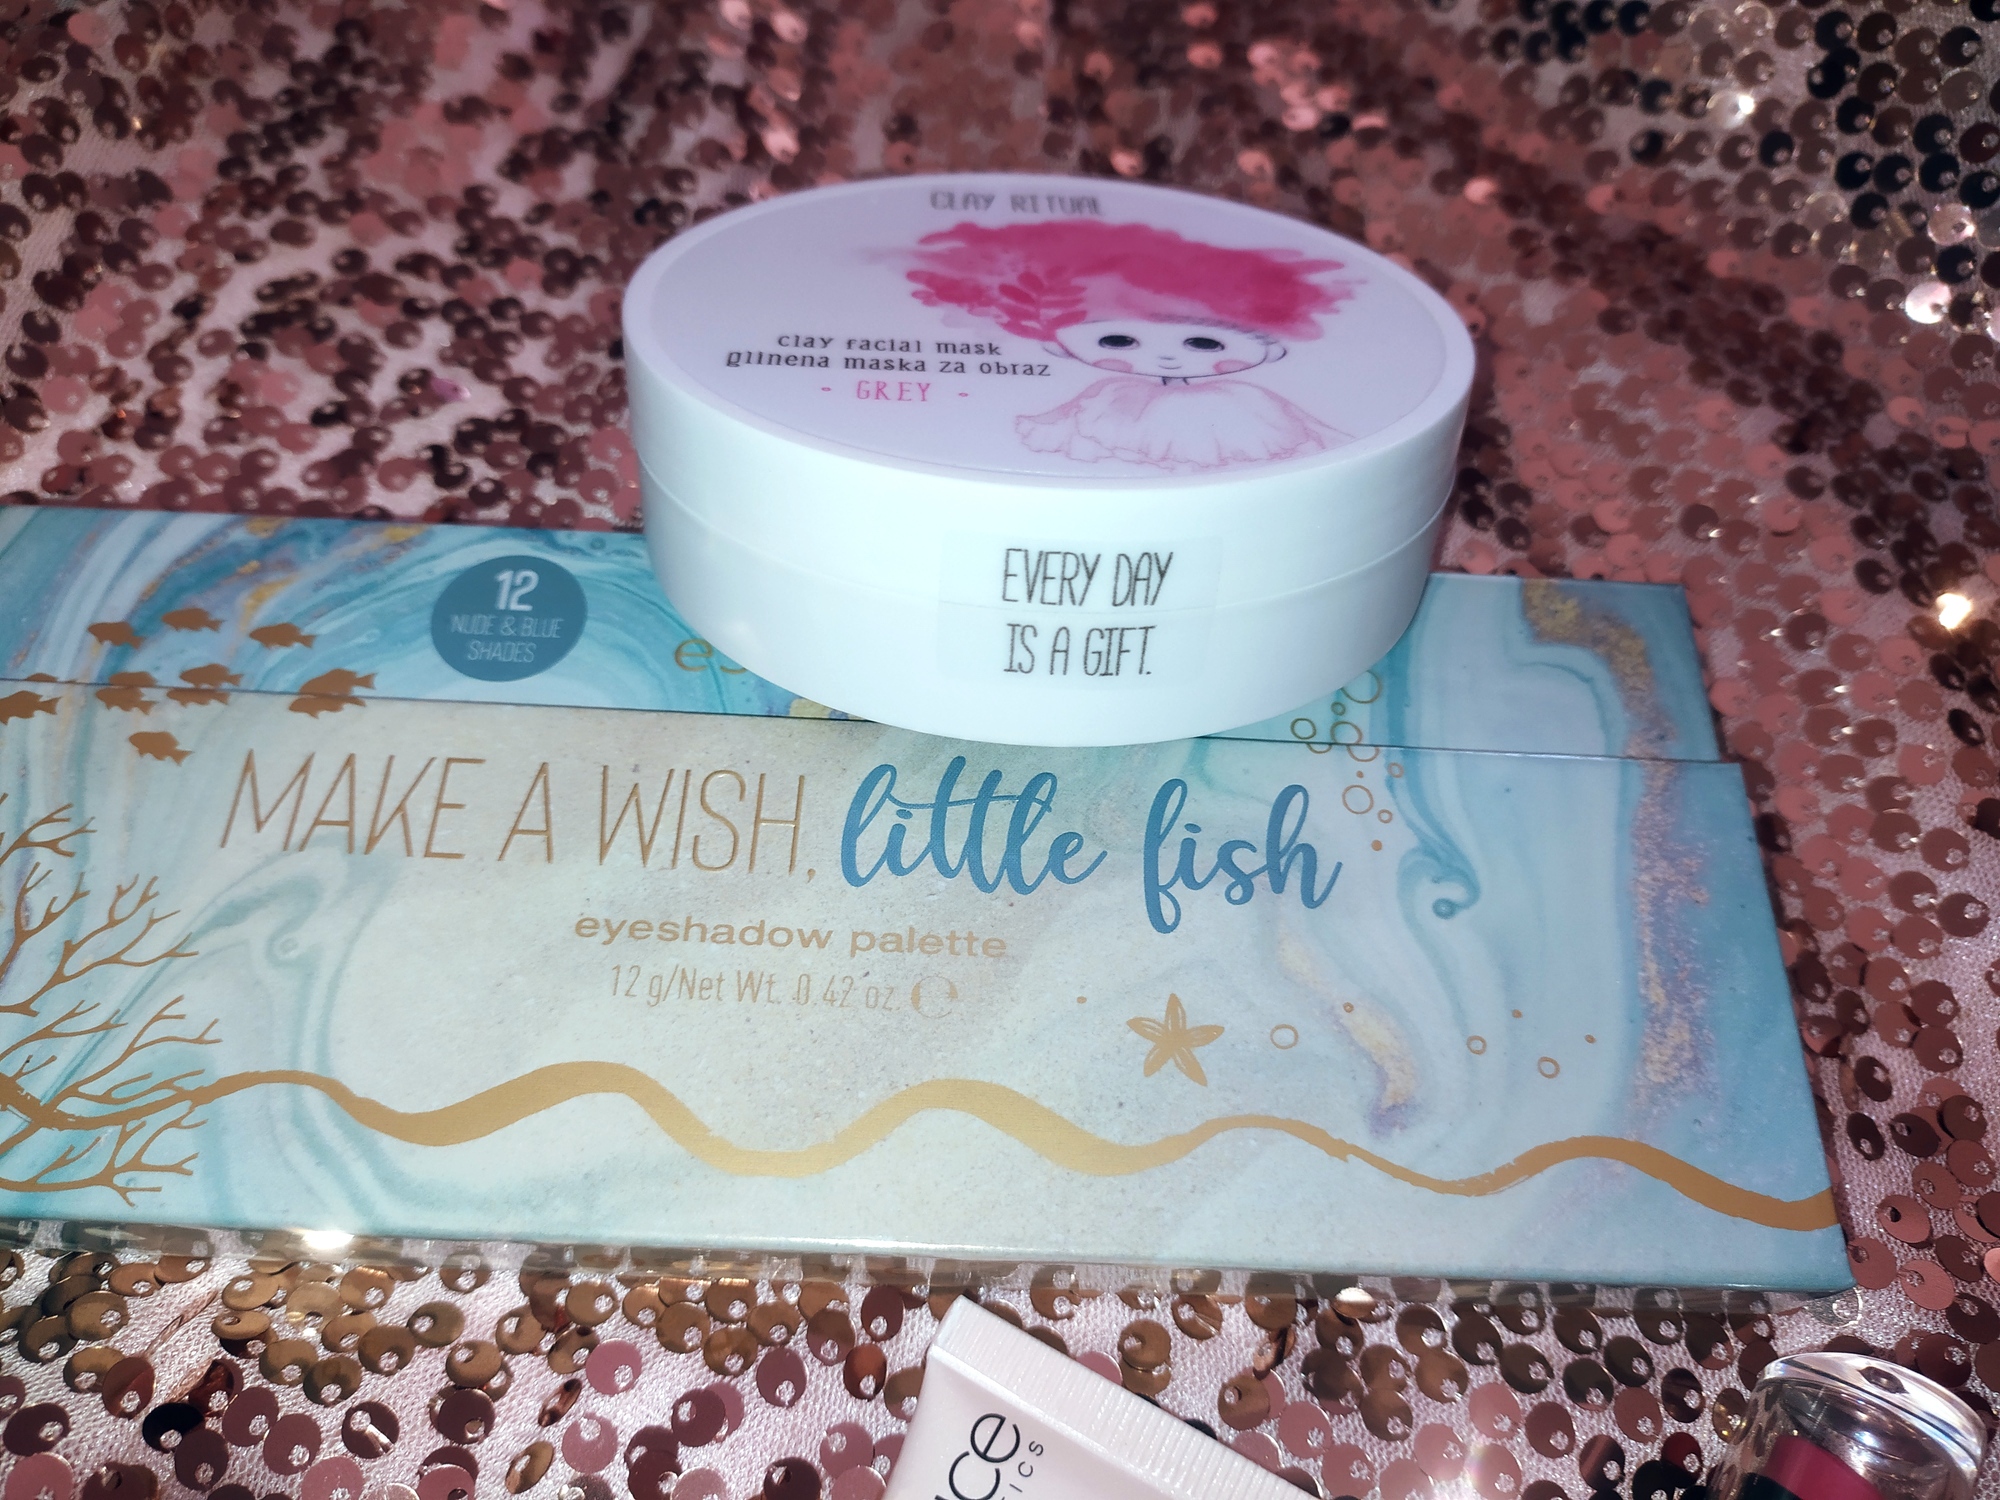 CLAY RITUAL
clay facial mask
glinena maska za obraz
- GREY -
EVERY DAY
IS A GIFT.
12
NUDE & BLUE
SHADES
MAKE A WISH, little fish
eyeshadow palette
12 g/Net Wt. 0.42 oz. ℮